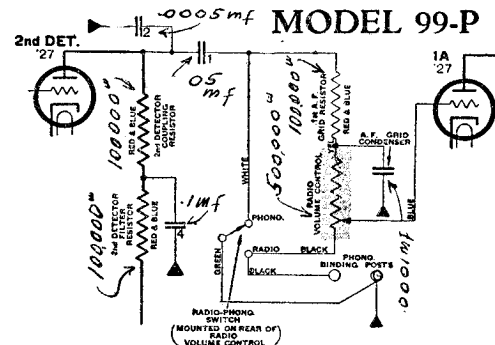 MODEL 99-P
.0005 mf
2nd DET.
'27
2
1
.05
mf
1A
'27
100,000 ω
RED & BLUE
2ND DETECTOR
COUPLING
RESISTOR
100,000 ω
1ST A.F.
GRID RESISTOR
RED & BLUE
YEL
A. F. GRID
CONDENSER
500,000 ω
RADIO
VOLUME CONTROL
WHITE
BLUE
.1mf
4
100,000 ω
2ND DETECTOR
FILTER
RESISTOR
RED & BLUE
PHONO.
RADIO
BLACK
BLACK
GREEN
PHONO.
BINDING POSTS
RADIO-PHONO.
SWITCH
(MOUNTED ON REAR OF
RADIO
VOLUME CONTROL)